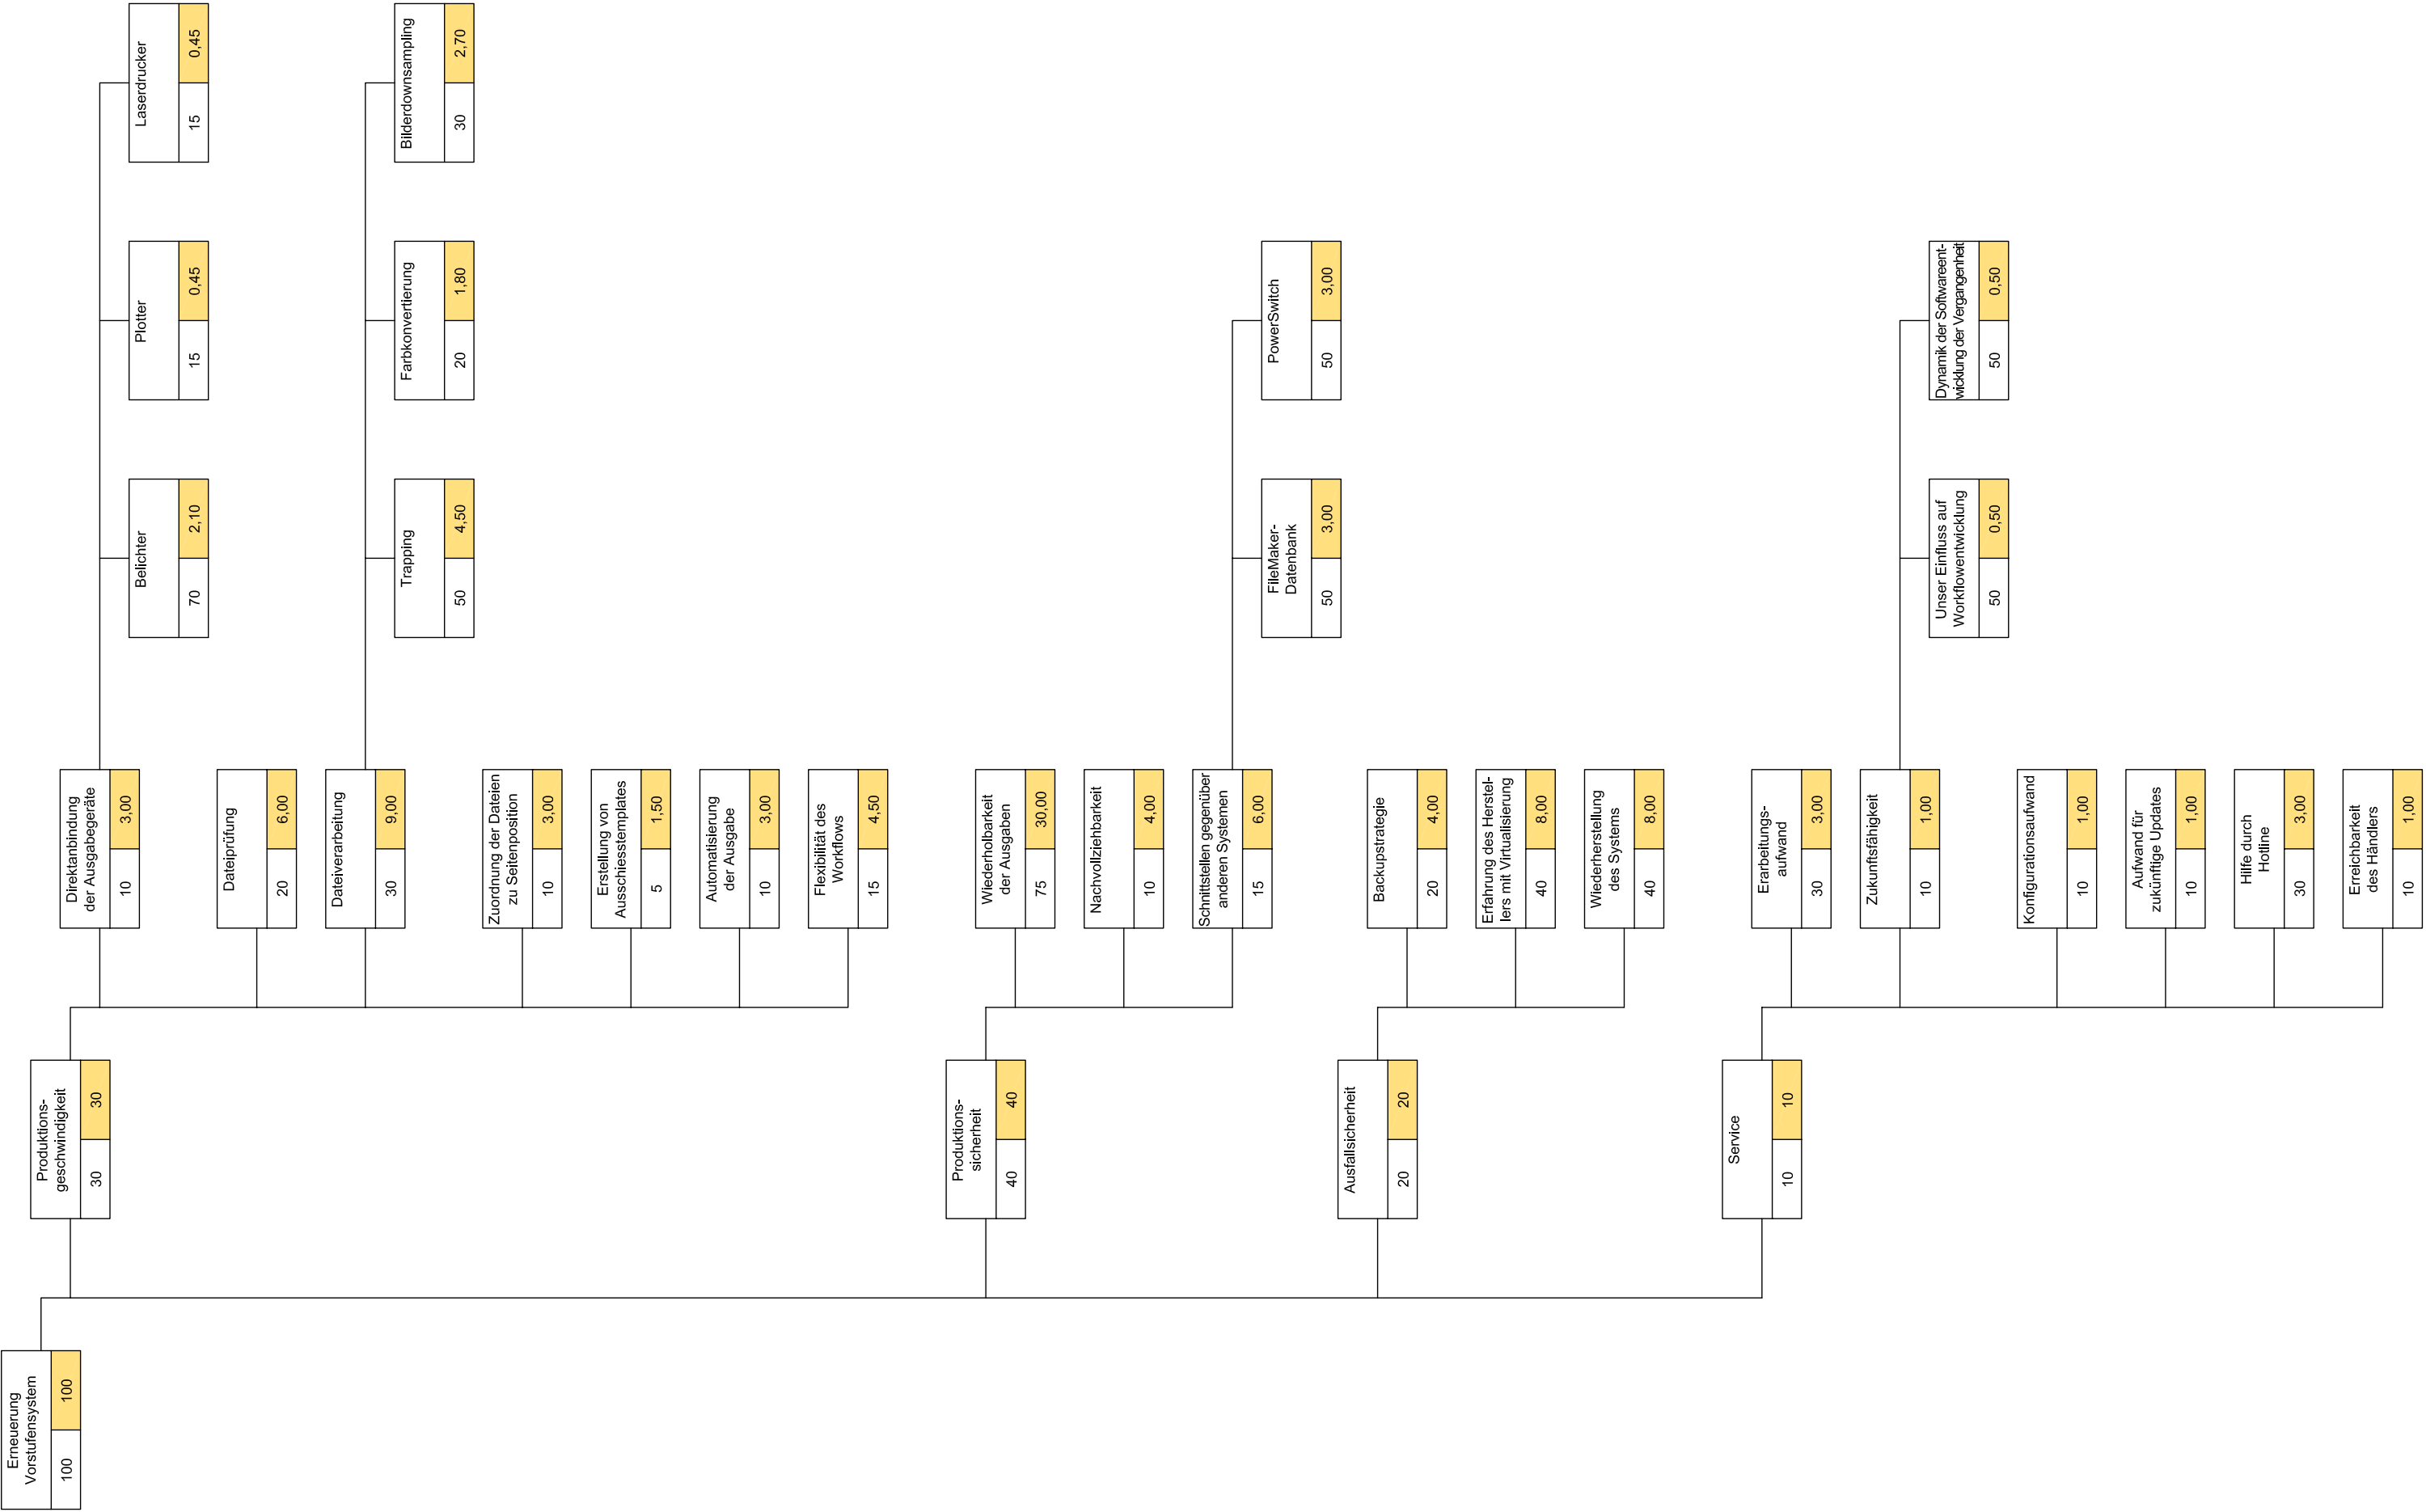 Erneuerung
Vorstufensystem
100 100
Produktions-
geschwindigkeit
30 30
Direktanbindung
der Ausgabegeräte
10 3,00
Belichter
70 2,10
Plotter
15 0,45
Laserdrucker
15 0,45
Dateiprüfung
20 6,00
Dateiverarbeitung
30 9,00
Trapping
50 4,50
Farbkonvertierung
20 1,80
Bilderdownsampling
30 2,70
Zuordnung der Dateien
zu Seitenposition
10 3,00
Erstellung von
Ausschiesstemplates
5 1,50
Automatisierung
der Ausgabe
10 3,00
Flexibilität des
Workflows
15 4,50
Produktions-
sicherheit
40 40
Wiederholbarkeit
der Ausgaben
75 30,00
Nachvollziehbarkeit
10 4,00
Schnittstellen gegenüber
anderen Systemen
15 6,00
FileMaker-
Datenbank
50 3,00
PowerSwitch
50 3,00
Ausfallsicherheit
20 20
Backupstrategie
20 4,00
Erfahrung des Herstel-
lers mit Virtualisierung
40 8,00
Wiederherstellung
des Systems
40 8,00
Service
10 10
Erarbeitungs-
aufwand
30 3,00
Zukunftsfähigkeit
10 1,00
Unser Einfluss auf
Workflowentwicklung
50 0,50
Dynamik der Softwareent-
wicklung der Vergangenheit
50 0,50
Konfigurationsaufwand
10 1,00
Aufwand für
zukünftige Updates
10 1,00
Hilfe durch
Hotline
30 3,00
Erreichbarkeit
des Händlers
10 1,00